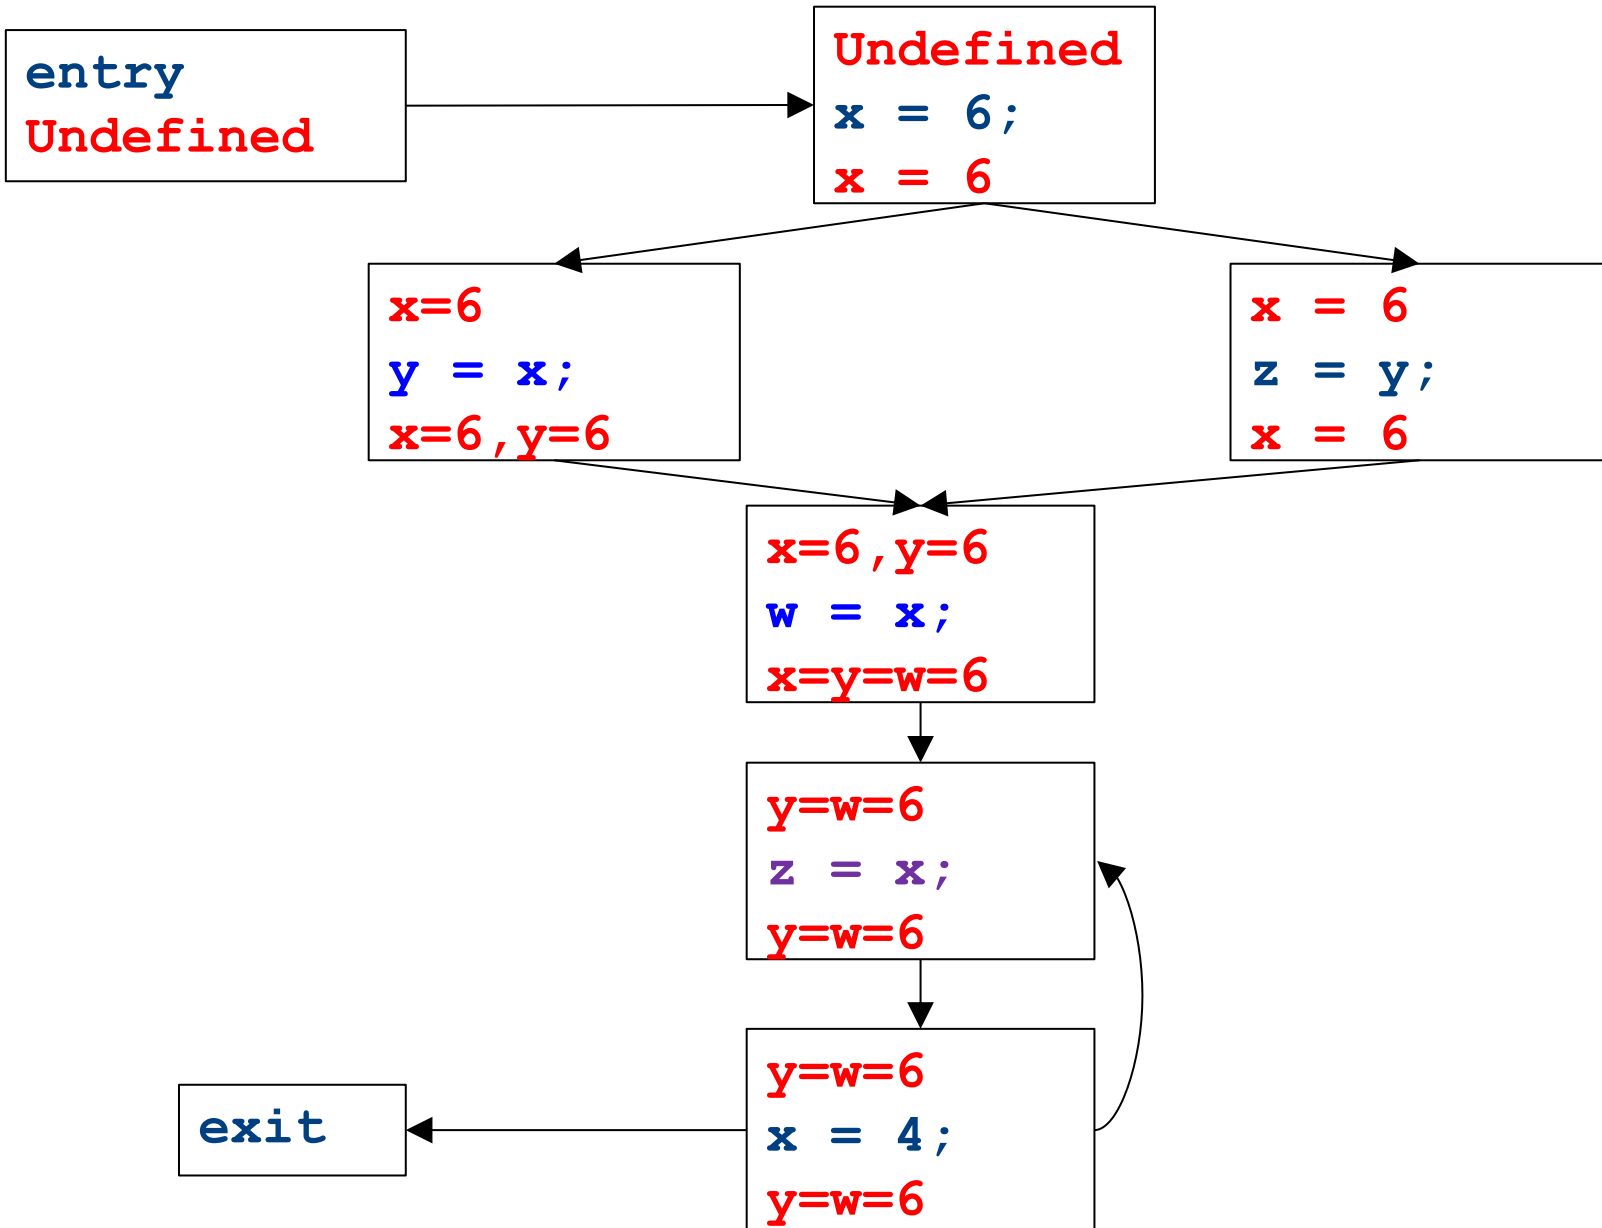 entry
Undefined
Undefined
x = 6;
x = 6
x=6
y = x;
x=6,y=6
x = 6
z = y;
x = 6
x=6,y=6
w = x;
x=y=w=6
y=w=6
z = x;
y=w=6
y=w=6
x = 4;
y=w=6
exit